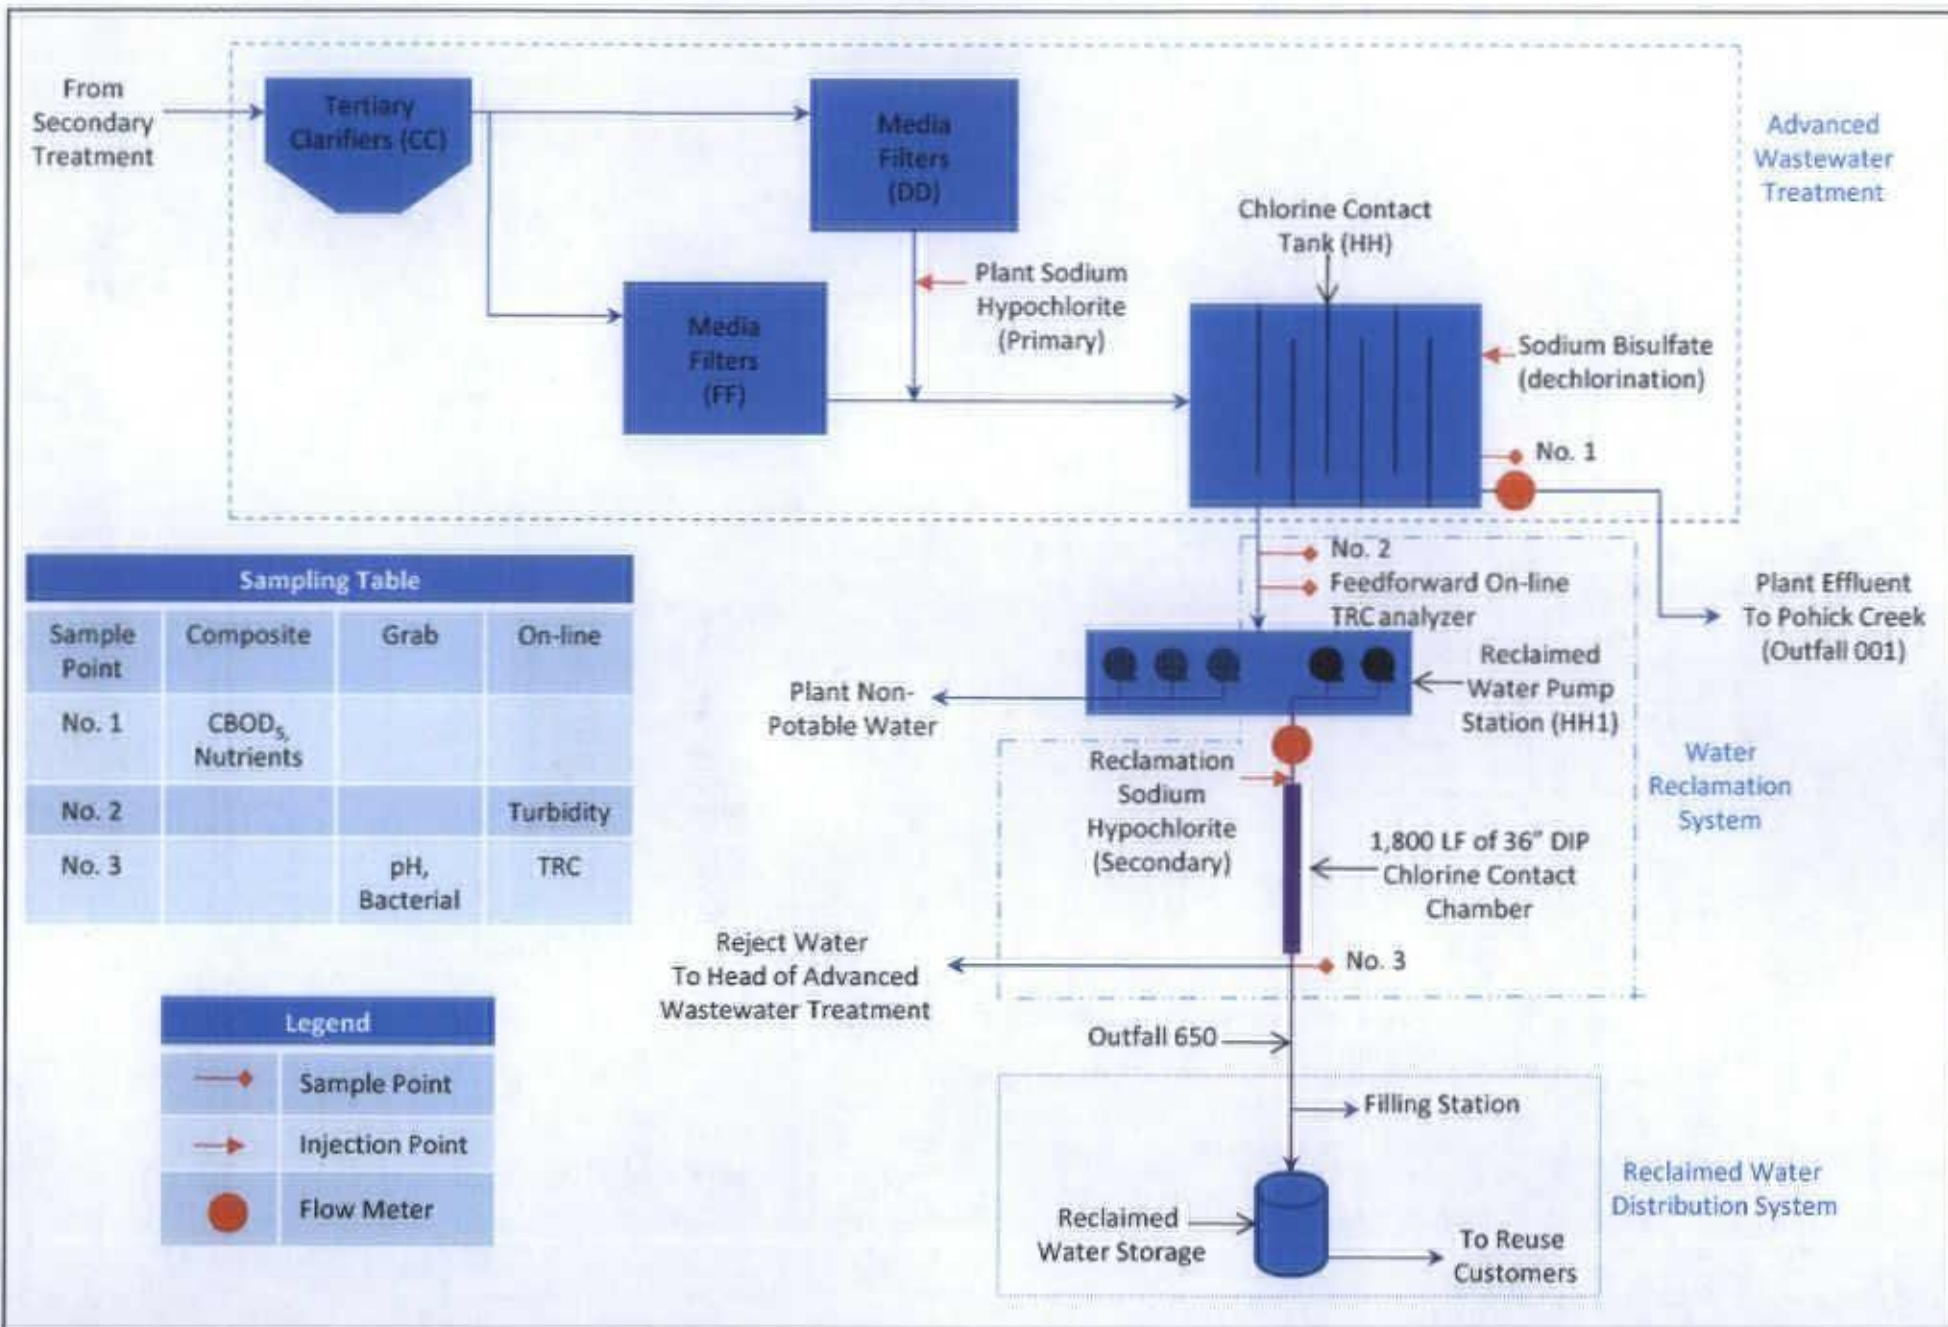 From
Secondary
Treatment
Tertiary
Clarifiers (CC)
Media
Filters
(DD)
Advanced
Wastewater
Treatment
Chlorine Contact
Tank (HH)
Plant Sodium
Hypochlorite
(Primary)
Media
Filters
(FF)
Sodium Bisulfate
(dechlorination)
No. 1
No. 2
Feedforward On-line
TRC analyzer
Plant Effluent
To Pohick Creek
(Outfall 001)
Sampling Table
Sample Point Composite Grab On-line
No. 1 CBOD5, Nutrients
No. 2 Turbidity
No. 3 pH, Bacterial TRC
Plant Non-
Potable Water
Reclaimed
Water Pump
Station (HH1)
Water
Reclamation
System
Reclamation
Sodium
Hypochlorite
(Secondary)
1,800 LF of 36" DIP
Chlorine Contact
Chamber
Reject Water
To Head of Advanced
Wastewater Treatment
No. 3
Legend
Sample Point
Injection Point
Flow Meter
Outfall 650
Filling Station
Reclaimed Water
Distribution System
Reclaimed
Water Storage
To Reuse
Customers